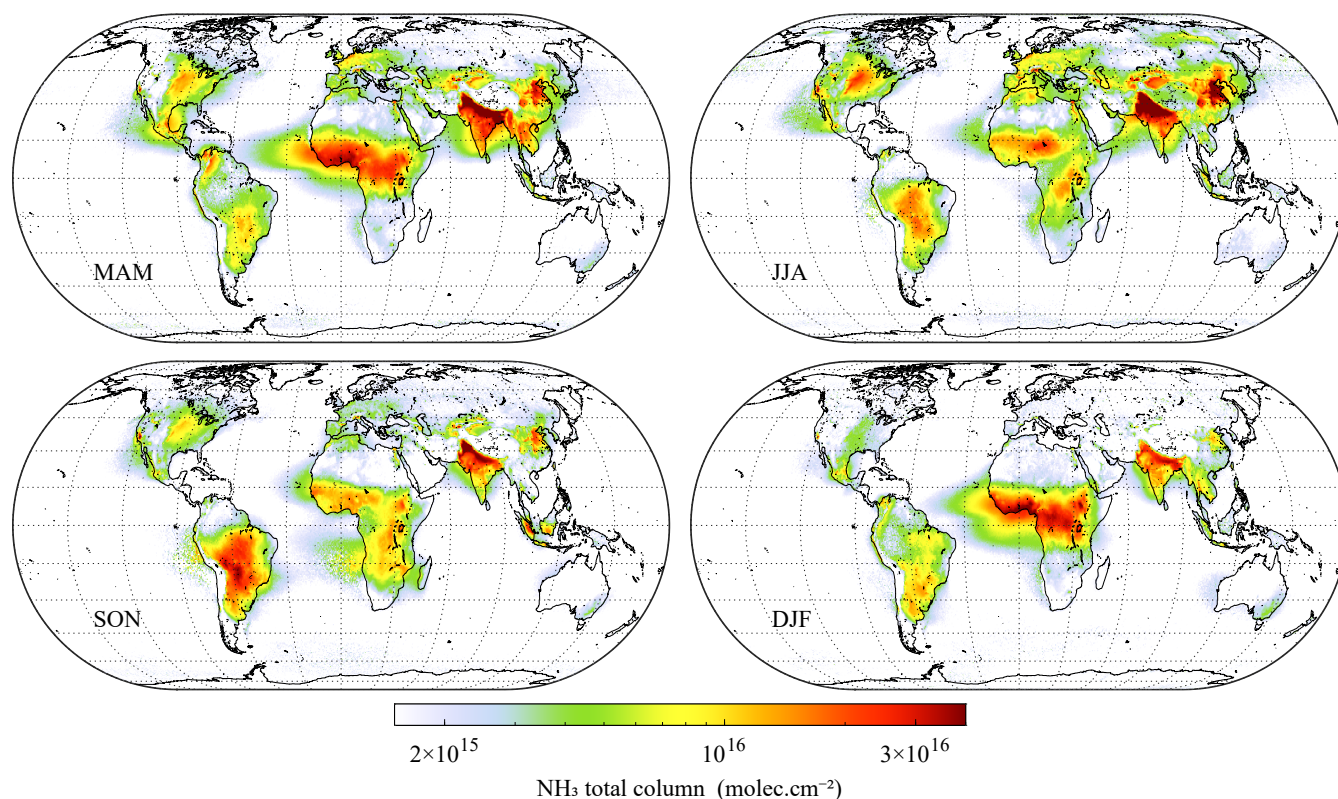 MAM
JJA
SON
DJF
2×10¹⁵
10¹⁶
3×10¹⁶
NH₃ total column (molec.cm⁻²)